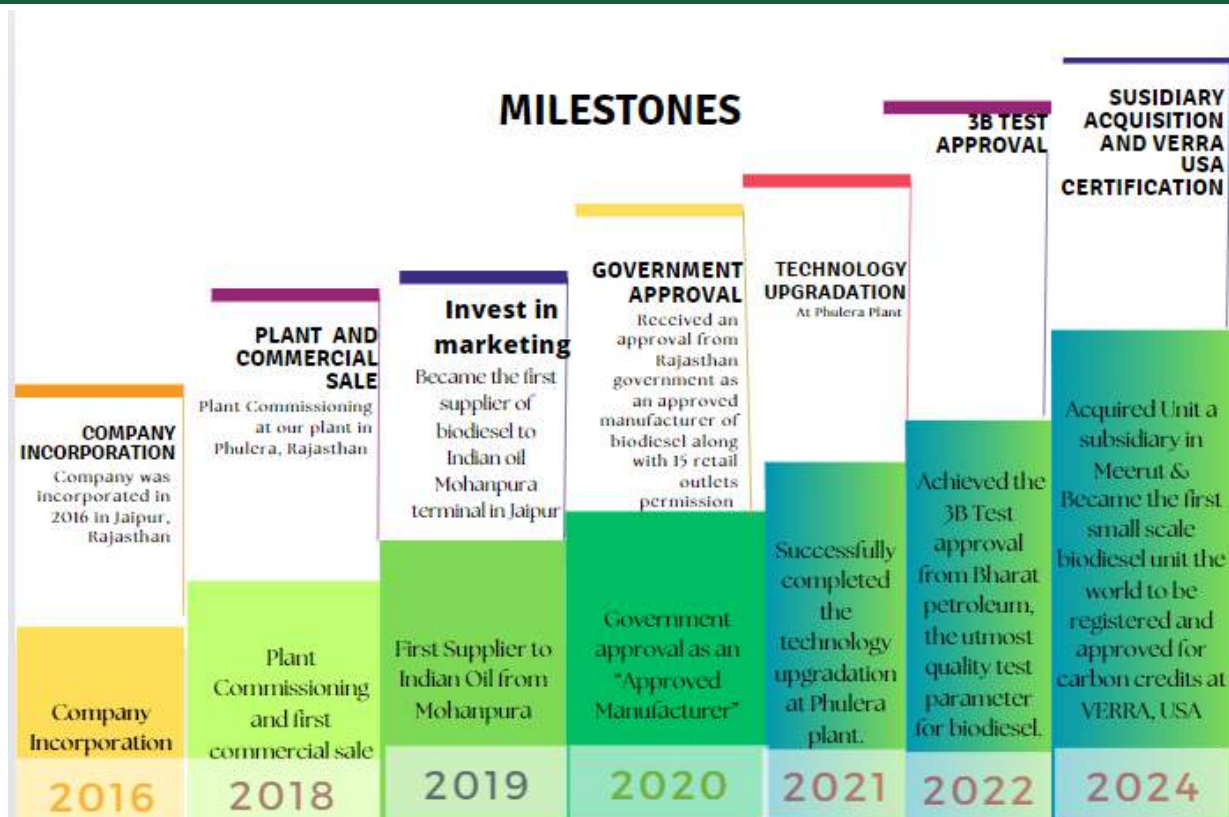 MILESTONES
COMPANY
INCORPORATION
Company was
incorporated in
2016 in Jaipur,
Rajasthan
Company
Incorporation
2016
PLANT AND
COMMERCIAL
SALE
Plant Commissioning
at our plant in
Phulera, Rajasthan
Plant
Commissioning
and first
commercial sale
2018
Invest in
marketing
Became the first
supplier of
biodiesel to
Indian oil
Mohanpura
terminal in Jaipur
First Supplier to
Indian Oil from
Mohanpura
2019
GOVERNMENT
APPROVAL
Received an
approval from
Rajasthan
government as
an approved
manufacturer of
biodiesel along
with 15 retail
outlets
permission
Government
approval as an
"Approved
Manufacturer"
2020
TECHNOLOGY
UPGRADATION
At Phulera Plant
Successfully
completed
the
technology
upgradation
at Phulera
plant.
2021
3B TEST
APPROVAL
Achieved the
3B Test
approval
from Bharat
petroleum,
the utmost
quality test
parameter
for biodiesel.
2022
SUSIDIARY
ACQUISITION
AND VERRA
USA
CERTIFICATION
Acquired Unit a
subsidiary in
Meerut &
Became the first
small scale
biodiesel unit the
world to be
registered and
approved for
carbon credits at
VERRA, USA
2024